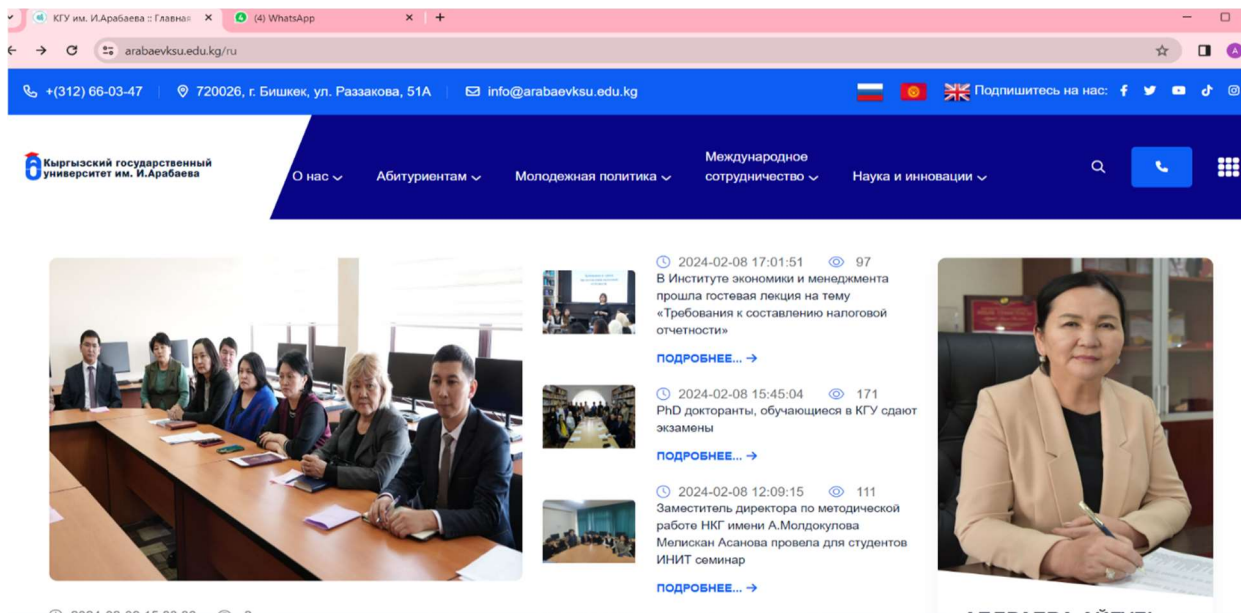 КГУ им. И.Арабаева :: Главная
(4) WhatsApp
arabaevksu.edu.kg/ru
+(312) 66-03-47
720026, г. Бишкек, ул. Раззакова, 51А
info@arabaevksu.edu.kg
Подпишитесь на нас:
Кыргызский государственный
университет им. И.Арабаева
О нас
Абитуриентам
Молодежная политика
Международное
сотрудничество
Наука и инновации
2024-02-08 17:01:51 97
В Институте экономики и менеджмента
прошла гостевая лекция на тему
«Требования к составлению налоговой
отчетности»
ПОДРОБНЕЕ... →
2024-02-08 15:45:04 171
PhD докторанты, обучающиеся в КГУ сдают
экзамены
ПОДРОБНЕЕ... →
2024-02-08 12:09:15 111
Заместитель директора по методической
работе НКГ имени А.Молдокулова
Мелискан Асанова провела для студентов
ИНИТ семинар
ПОДРОБНЕЕ... →